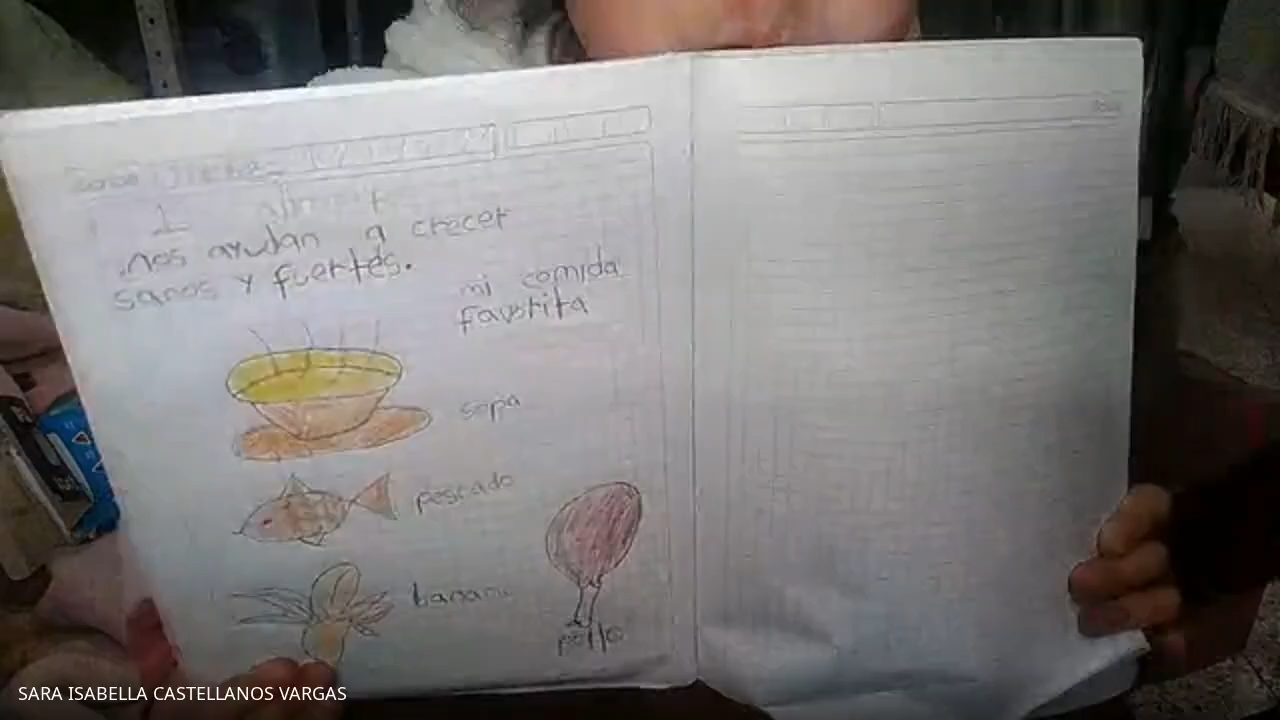 nos ayudan a crecer
sanos y fuertes.
mi comida
favorita
sopa
pescado
banano
pollo
SARA ISABELLA CASTELLANOS VARGAS